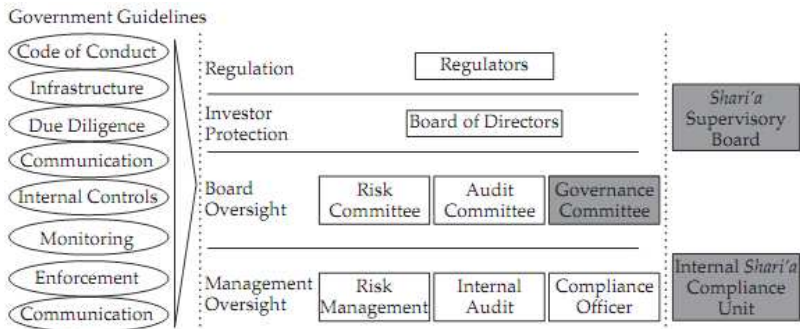 Government Guidelines
Code of Conduct
Infrastructure
Due Diligence
Communication
Internal Controls
Monitoring
Enforcement
Communication
Regulation
Regulators
Investor
Protection
Board of Directors
Board
Oversight
Risk
Committee
Audit
Committee
Governance
Committee
Management
Oversight
Risk
Management
Internal
Audit
Compliance
Officer
Shari'a
Supervisory
Board
Internal Shari'a
Compliance
Unit